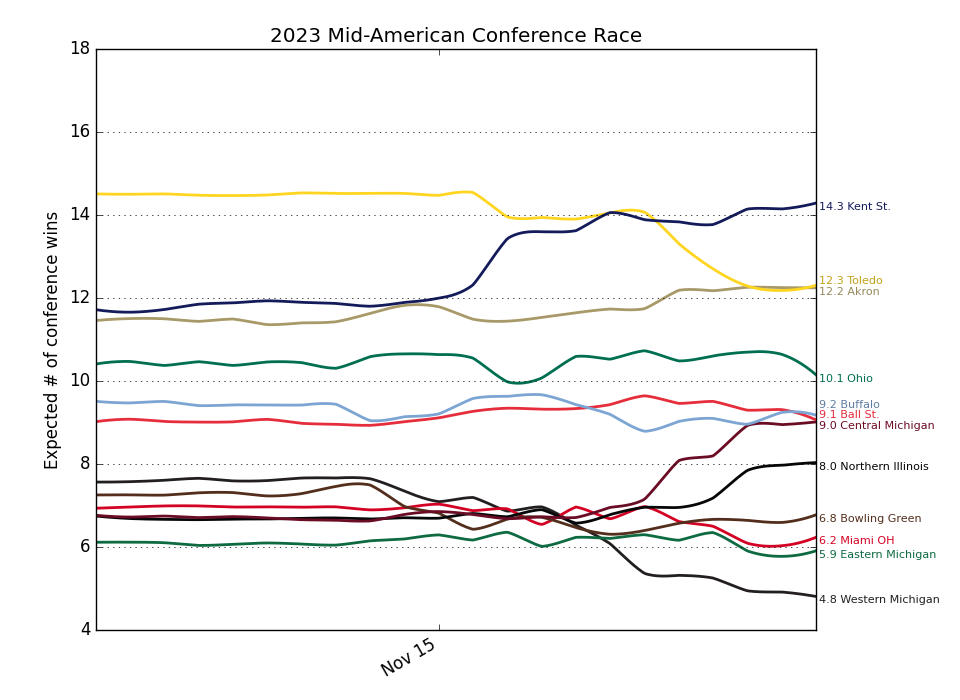 2023 Mid-American Conference Race
Expected # of conference wins
18
16
14
12
10
8
6
4
Nov 15
14.3 Kent St.
12.3 Toledo
12.2 Akron
10.1 Ohio
9.2 Buffalo
9.1 Ball St.
9.0 Central Michigan
8.0 Northern Illinois
6.8 Bowling Green
6.2 Miami OH
5.9 Eastern Michigan
4.8 Western Michigan